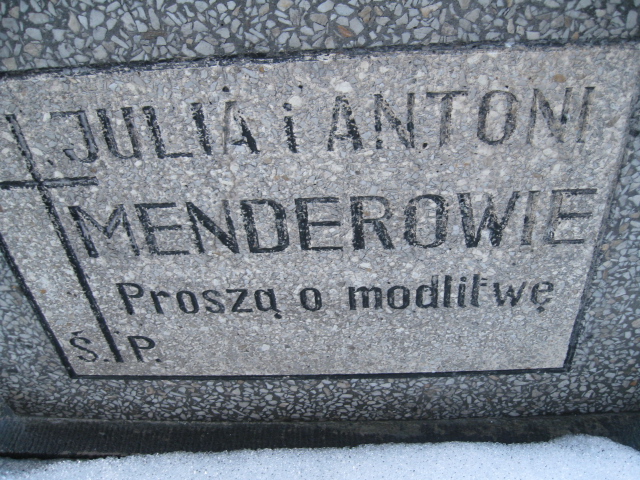 JULIA i ANTONI
MENDEROWIE
Proszą o modlitwę
Ś.P.